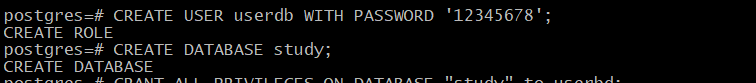 postgres=# CREATE USER userdb WITH PASSWORD '12345678';
CREATE ROLE
postgres=# CREATE DATABASE study;
CREATE DATABASE
postgres=# GRANT ALL PRIVILEGES ON DATABASE "study" to userbd;